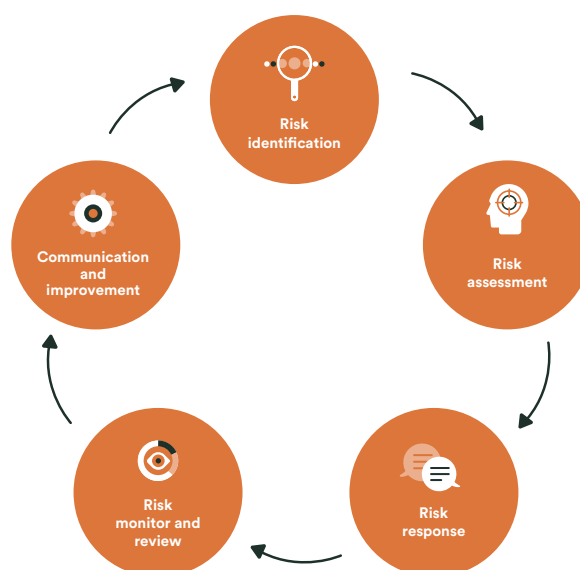 Risk
identification
Risk
assessment
Risk
response
Risk
monitor and
review
Communication
and
improvement